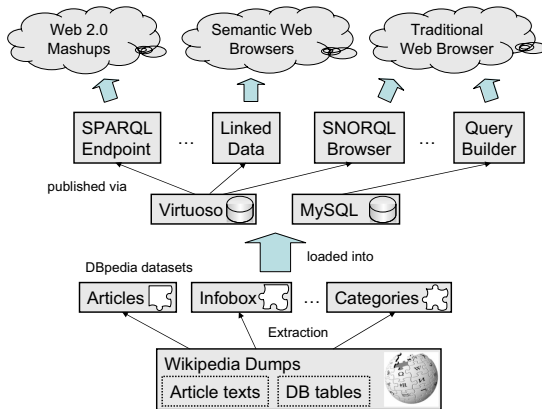 Web 2.0
Mashups
Semantic Web
Browsers
Traditional
Web Browser
SPARQL
Endpoint
...
Linked
Data
SNORQL
Browser
...
Query
Builder
published via
Virtuoso
MySQL
loaded into
DBpedia datasets
Articles
Infobox
...
Categories
Extraction
Wikipedia Dumps
Article texts
DB tables